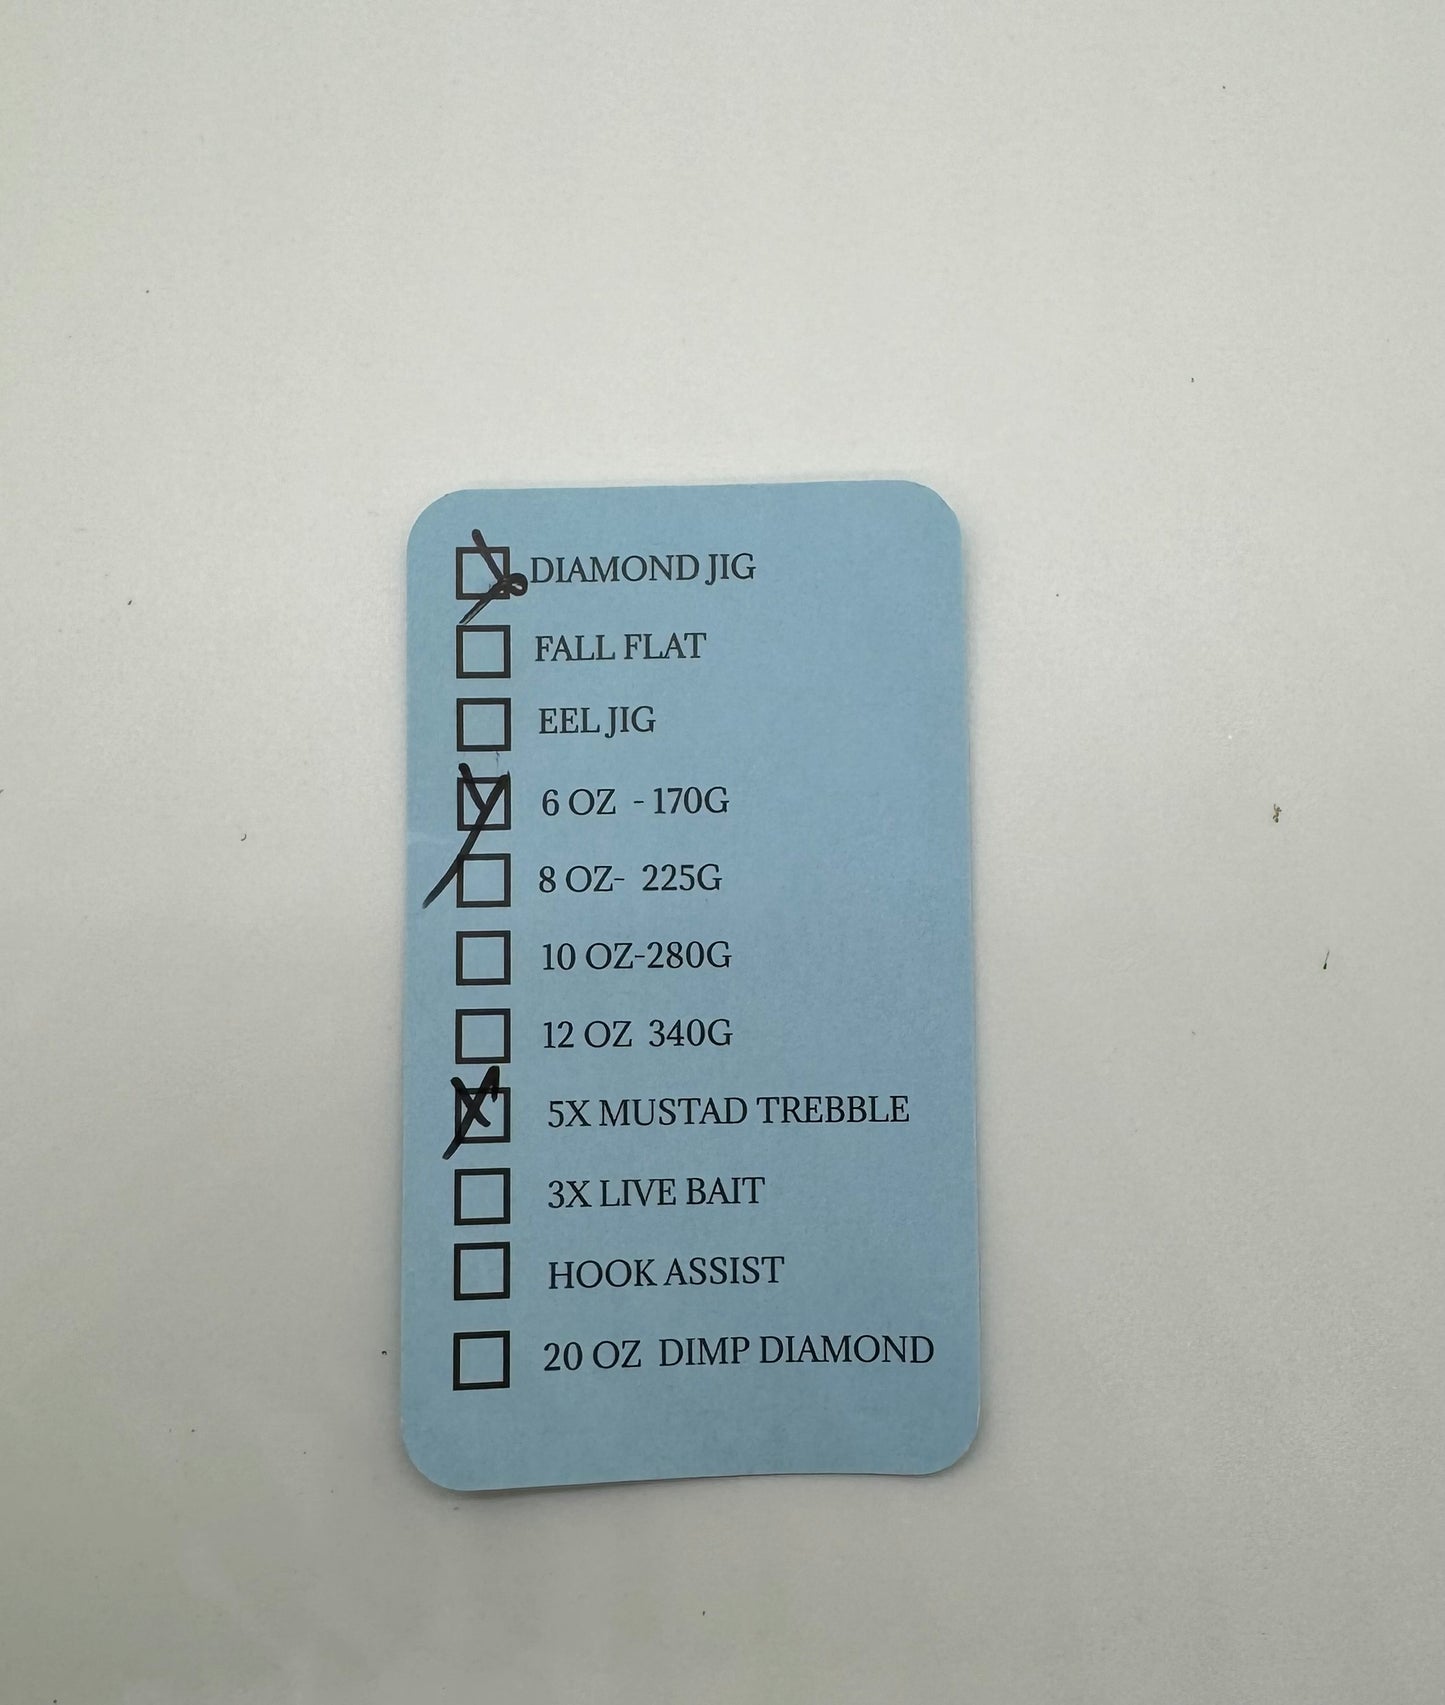 DIAMOND JIG
FALL FLAT
EEL JIG
6 OZ - 170G
8 OZ- 225G
10 OZ-280G
12 OZ 340G
5X MUSTAD TREBBLE
3X LIVE BAIT
HOOK ASSIST
20 OZ DIMP DIAMOND